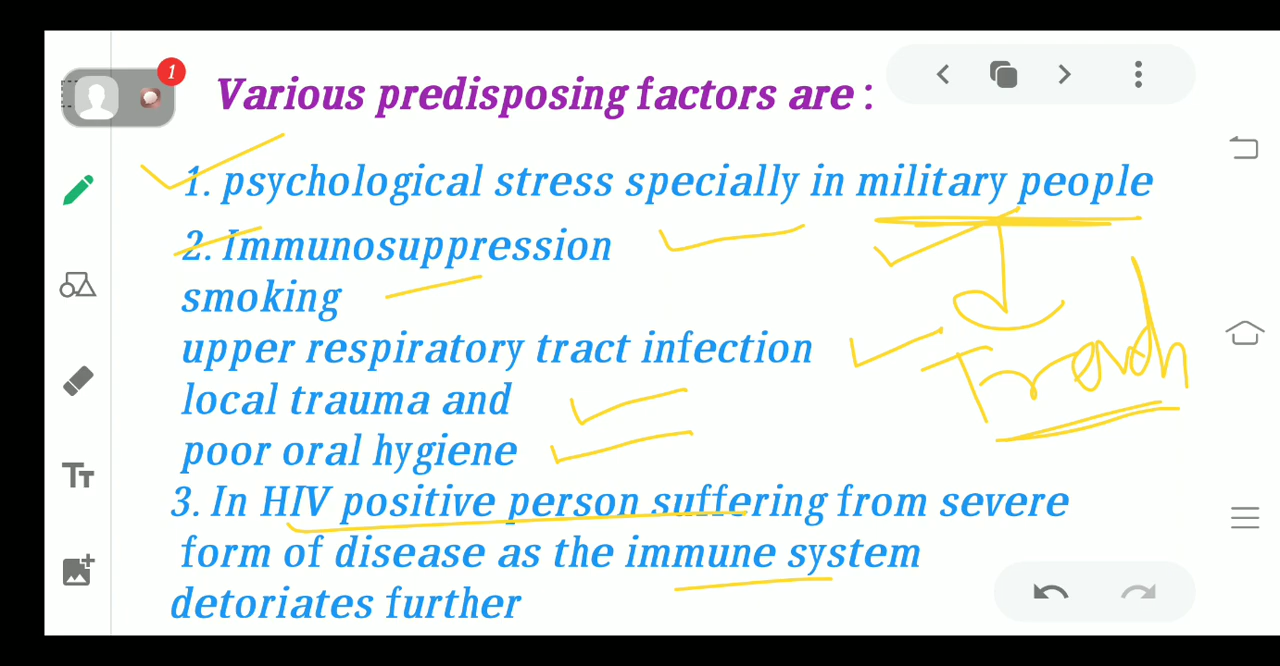 1
Various predisposing factors are :
1. psychological stress specially in military people
2. Immunosuppression
smoking
upper respiratory tract infection
local trauma and
poor oral hygiene
3. In HIV positive person suffering from severe
form of disease as the immune system
detoriates further
Trench
TT